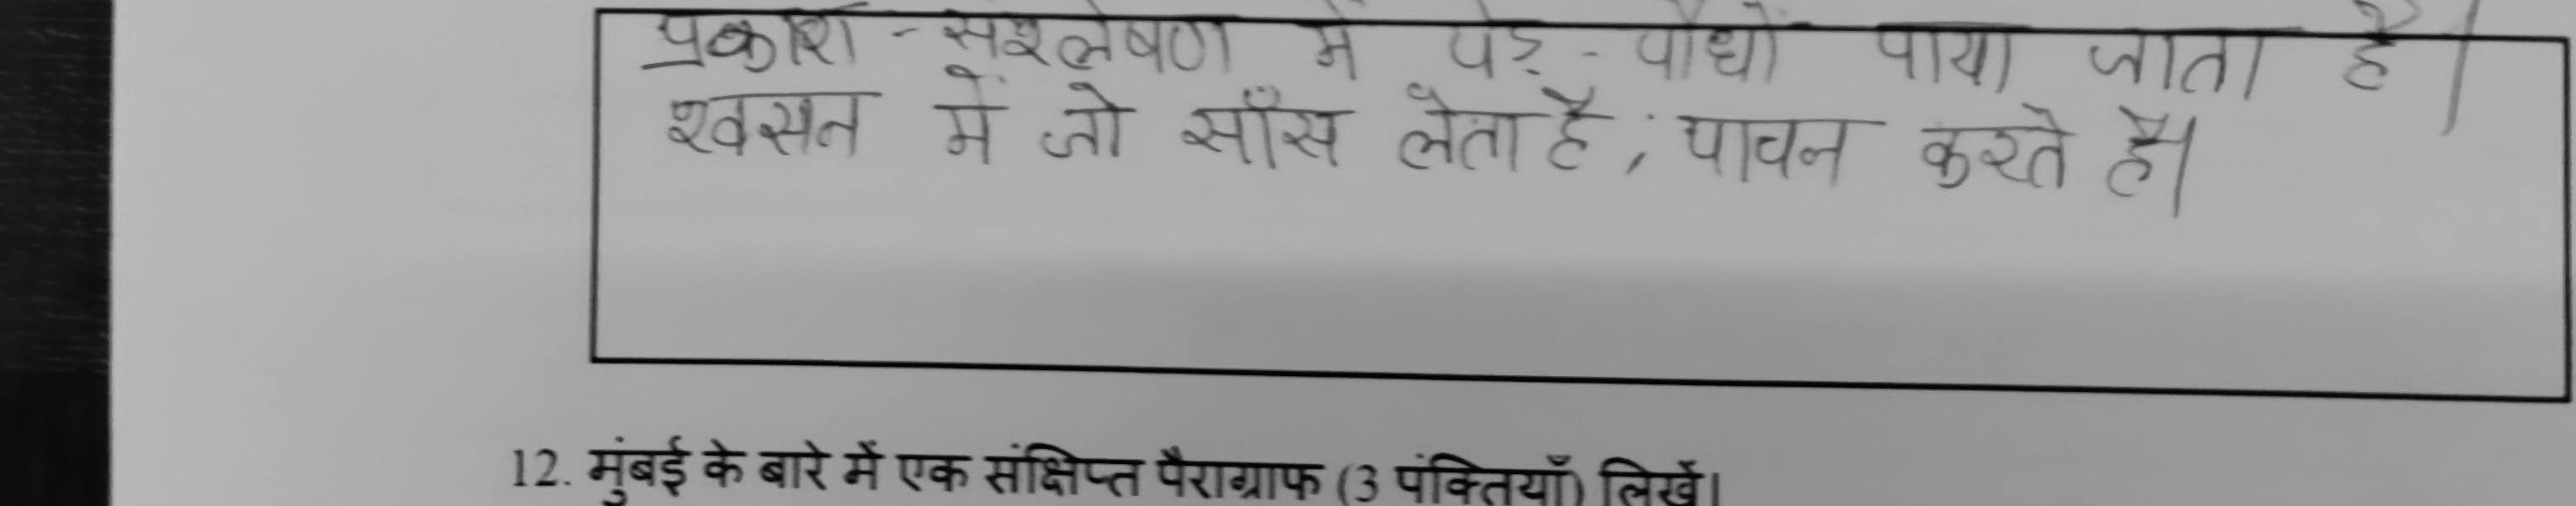 प्रकाश - संश्लेषण में पेड़ - पौधों पाया जाता है।
श्वसन में जो साँस लेता है, पाचन करते है।
12. मुंबई के बारे में एक संक्षिप्त पैराग्राफ (3 पंक्तियाँ) लिखें।